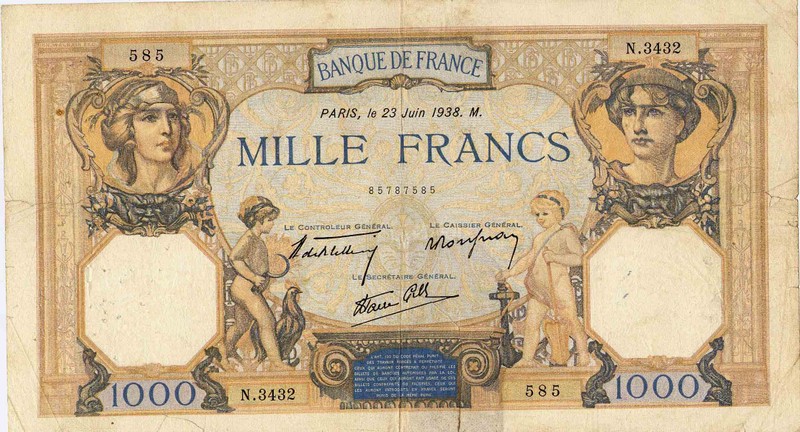 585
N.3432
BANQUE DE FRANCE
PARIS, le 23 Juin 1938. M.
MILLE FRANCS
85787585
LE CONTROLEUR GÉNÉRAL.
LE CAISSIER GÉNÉRAL.
LE SECRÉTAIRE GÉNÉRAL.
1000
N.3432
585
1000